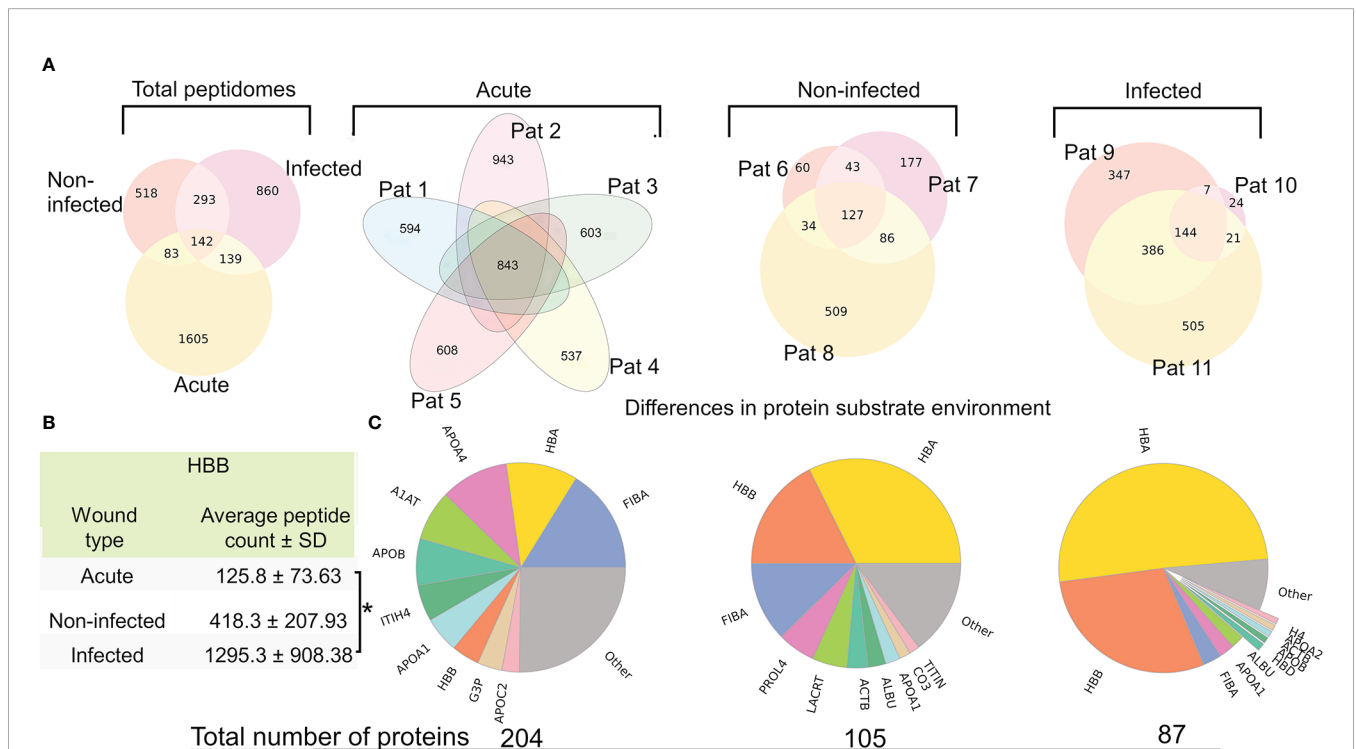 A
Total peptidomes
Acute
Non-infected
Infected
Non-
infected
Infected
518
293
860
142
83
139
1605
Acute
Pat 2
943
Pat 1
Pat 3
594
603
843
608
537
Pat 4
Pat 5
Pat 6
60
43
177
Pat 7
127
34
86
509
Pat 8
Pat 9
347
7
Pat 10
24
144
21
386
505
Pat 11
B
HBB
Wound
type
Average peptide
count ± SD
Acute
125.8 ± 73.63
Non-infected
418.3 ± 207.93
Infected
1295.3 ± 908.38
*
C
Differences in protein substrate environment
FIBA
HBA
APOA4
A1AT
APOB
ITIH4
APOA1
HBB
G3P
APOC2
Other
HBA
HBB
FIBA
PROL4
LACRT
ACTB
ALBU
APOA1
CO3
TITIN
Other
HBA
HBB
FIBA
APOA1
ALBU
HBD
APOB
ACTB
APOA2
H4
Other
Total number of proteins
204
105
87